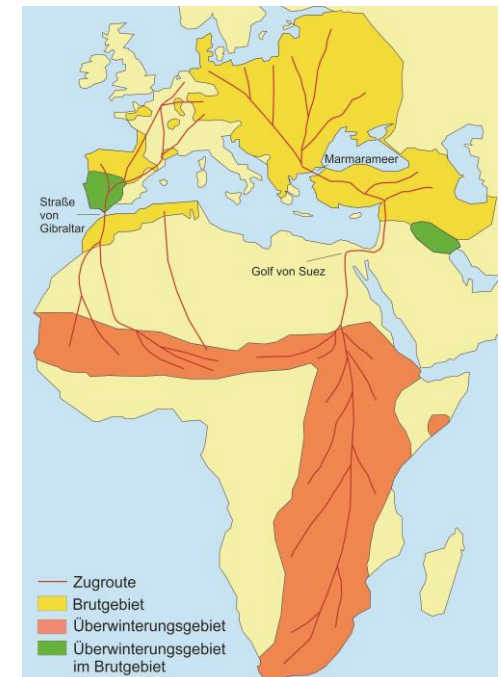 Marmarameer
Straße
von
Gibraltar
Golf von Suez
Zugroute
Brutgebiet
Überwinterungsgebiet
Überwinterungsgebiet
im Brutgebiet